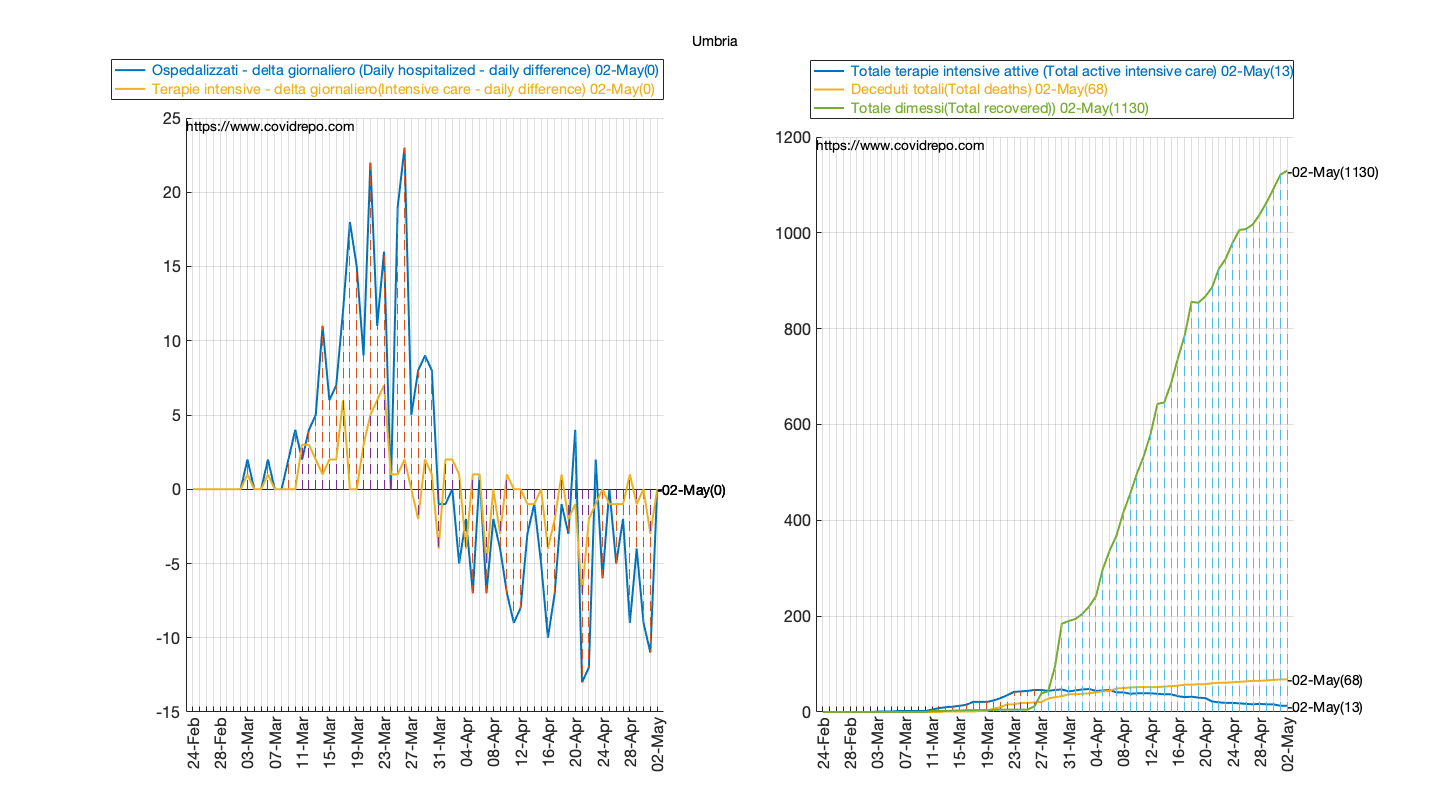 Umbria
Ospedalizzati - delta giornaliero (Daily hospitalized - daily difference) 02-May(0)
Terapie intensive - delta giornaliero(Intensive care - daily difference) 02-May(0)
https://www.covidrepo.com
25
20
15
10
5
0
-5
-10
-15
-02-May(0)
24-Feb
28-Feb
03-Mar
07-Mar
11-Mar
15-Mar
19-Mar
23-Mar
27-Mar
31-Mar
04-Apr
08-Apr
12-Apr
16-Apr
20-Apr
24-Apr
28-Apr
02-May
Totale terapie intensive attive (Total active intensive care) 02-May(13)
Deceduti totali(Total deaths) 02-May(68)
Totale dimessi(Total recovered)) 02-May(1130)
https://www.covidrepo.com
1200
1000
800
600
400
200
0
-02-May(1130)
-02-May(68)
-02-May(13)
24-Feb
28-Feb
03-Mar
07-Mar
11-Mar
15-Mar
19-Mar
23-Mar
27-Mar
31-Mar
04-Apr
08-Apr
12-Apr
16-Apr
20-Apr
24-Apr
28-Apr
02-May